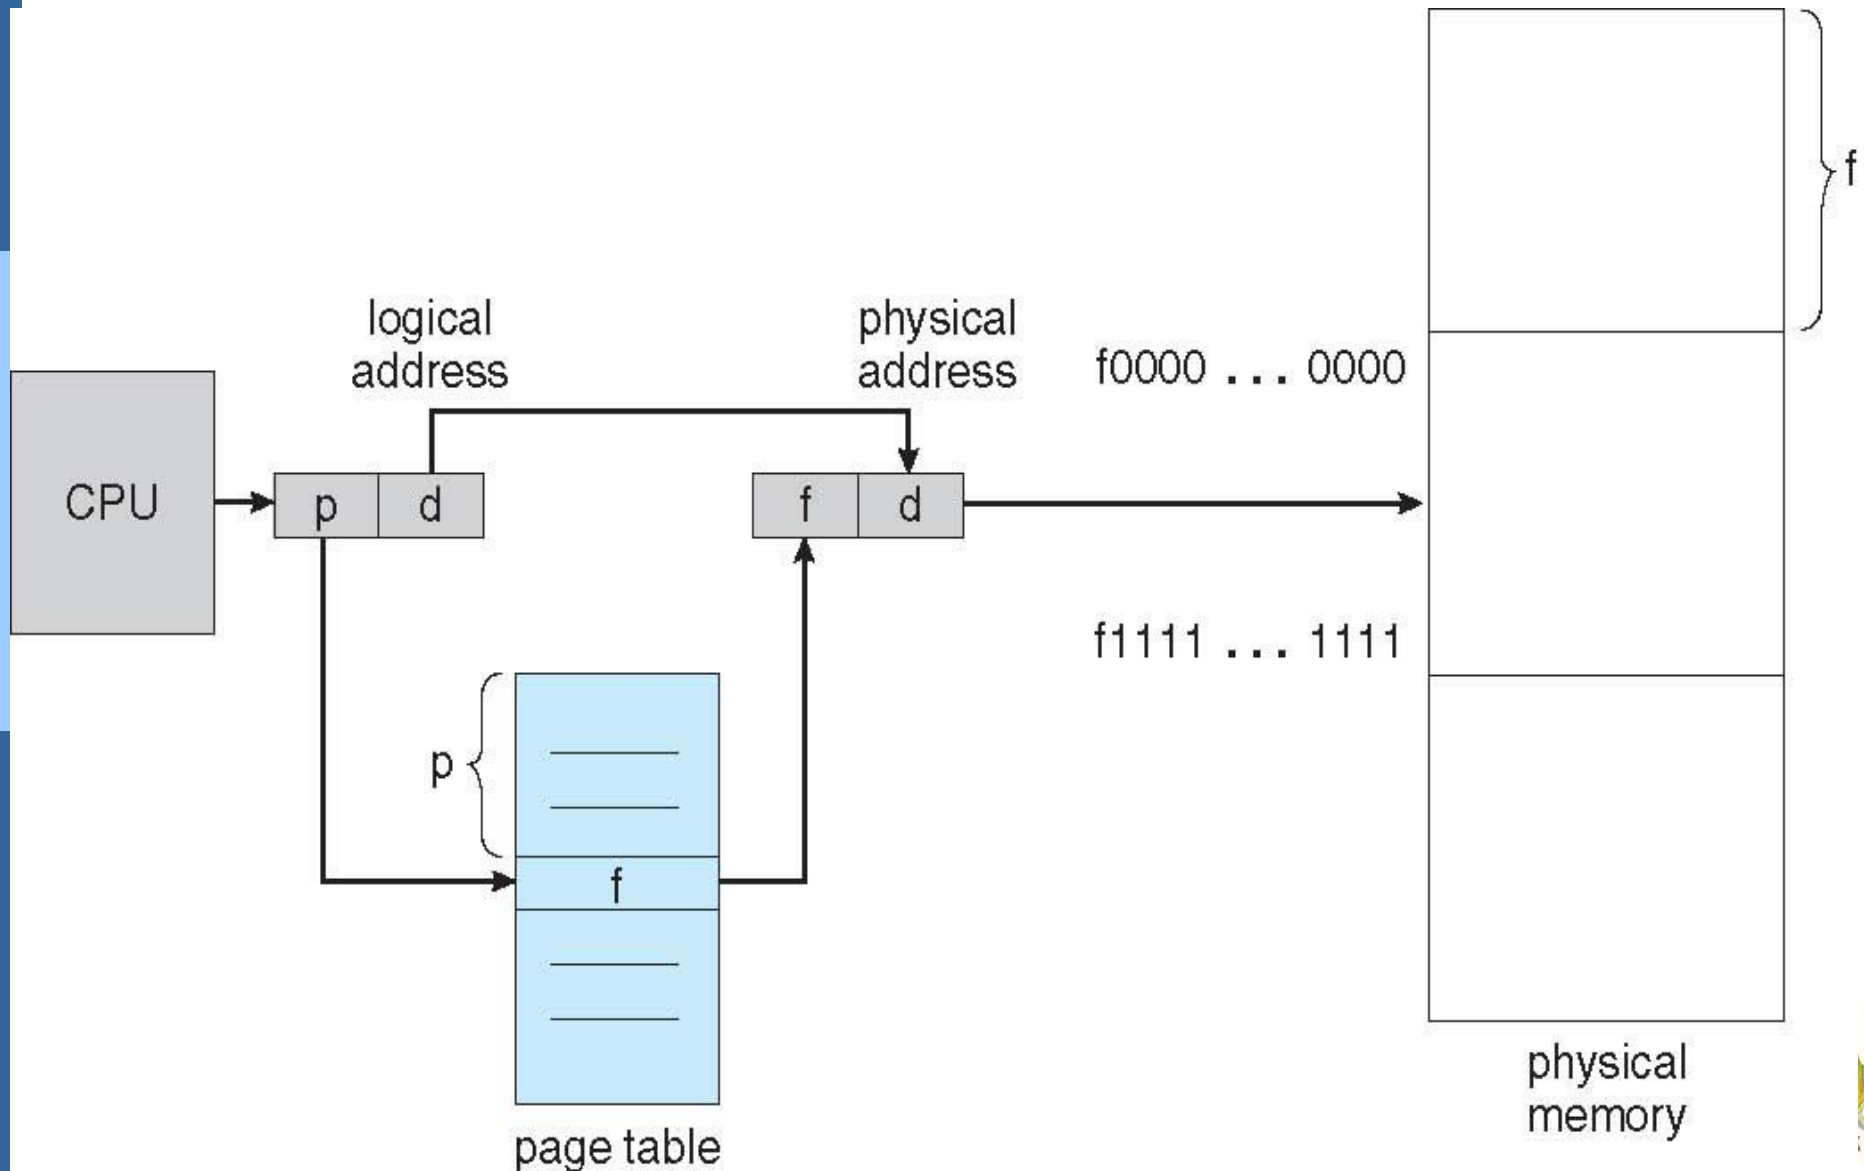 f
logical
address
physical
address
f0000 ... 0000
CPU
p
d
f
d
f1111 ... 1111
p
f
page table
physical
memory